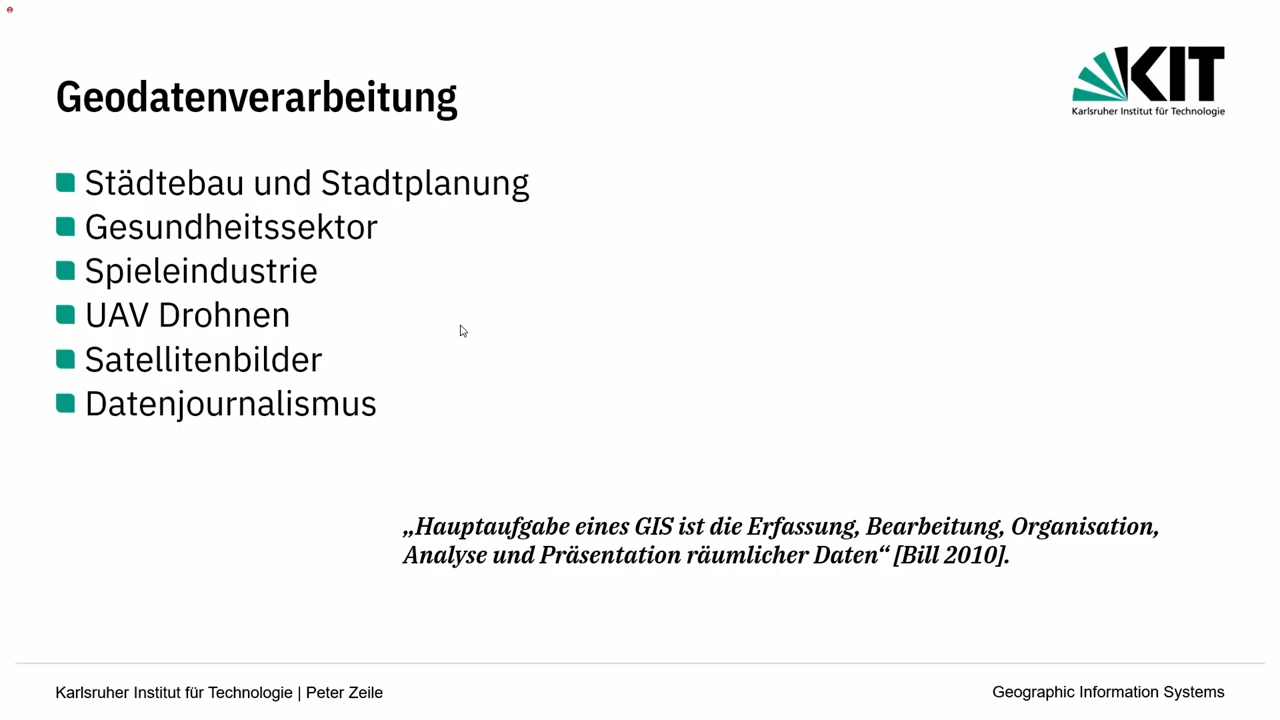 Geodatenverarbeitung
KIT
Karlsruher Institut für Technologie
Städtebau und Stadtplanung
Gesundheitssektor
Spieleindustrie
UAV Drohnen
Satellitenbilder
Datenjournalismus
„Hauptaufgabe eines GIS ist die Erfassung, Bearbeitung, Organisation,
Analyse und Präsentation räumlicher Daten“ [Bill 2010].
Karlsruher Institut für Technologie | Peter Zeile
Geographic Information Systems